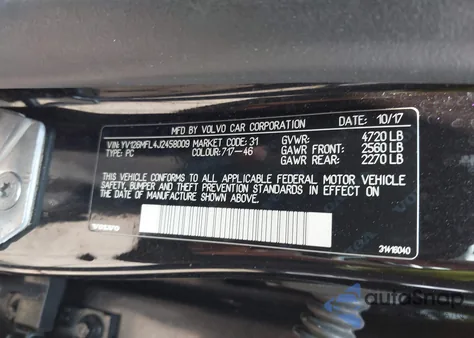 MFD. BY VOLVO CAR CORPORATION DATE: 10/17
VIN: YV126MFL4J2458009 MARKET CODE: 31 GVWR: 4720 LB
TYPE: PC COLOUR: 717-46 GAWR FRONT: 2560 LB
GAWR REAR: 2270 LB
THIS VEHICLE CONFORMS TO ALL APPLICABLE FEDERAL MOTOR VEHICLE
SAFETY, BUMPER AND THEFT PREVENTION STANDARDS IN EFFECT ON
THE DATE OF MANUFACTURE SHOWN ABOVE.
VOLVO 31416040
autoSnap